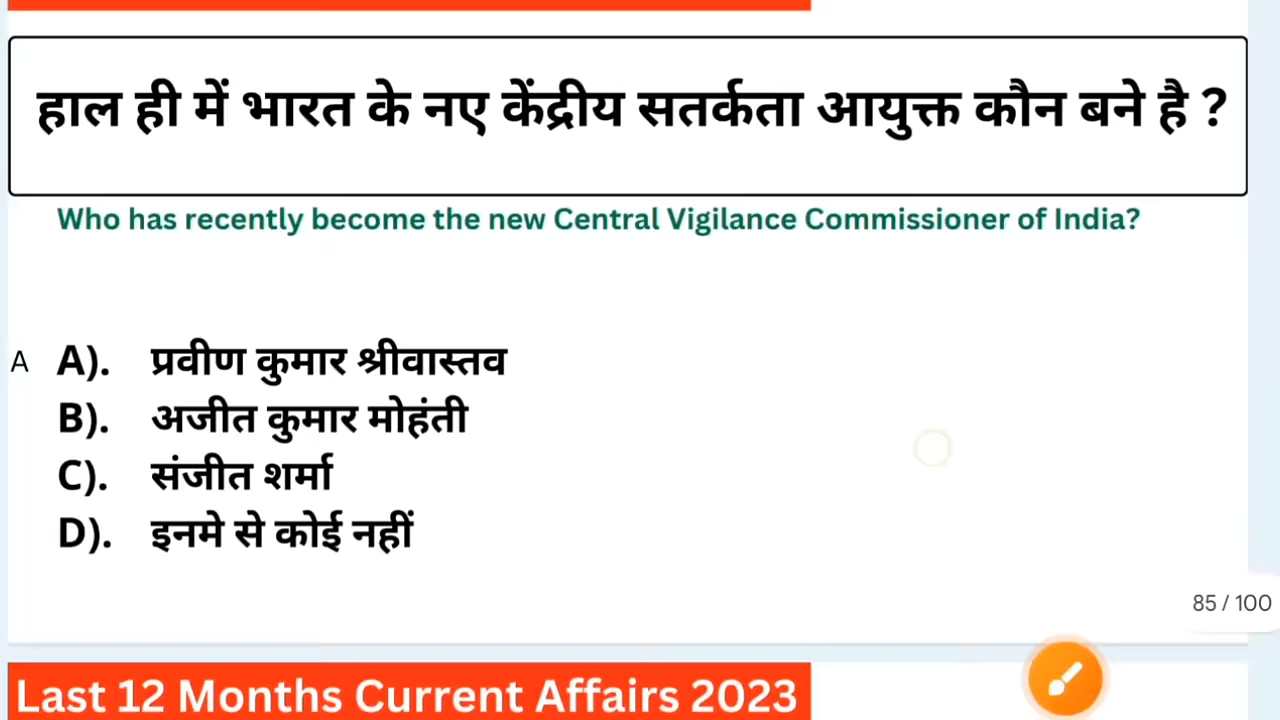 हाल ही में भारत के नए केंद्रीय सतर्कता आयुक्त कौन बने है ?
Who has recently become the new Central Vigilance Commissioner of India?
A A). प्रवीण कुमार श्रीवास्तव
B). अजीत कुमार मोहंती
C). संजीत शर्मा
D). इनमे से कोई नहीं
85 / 100
Last 12 Months Current Affairs 2023